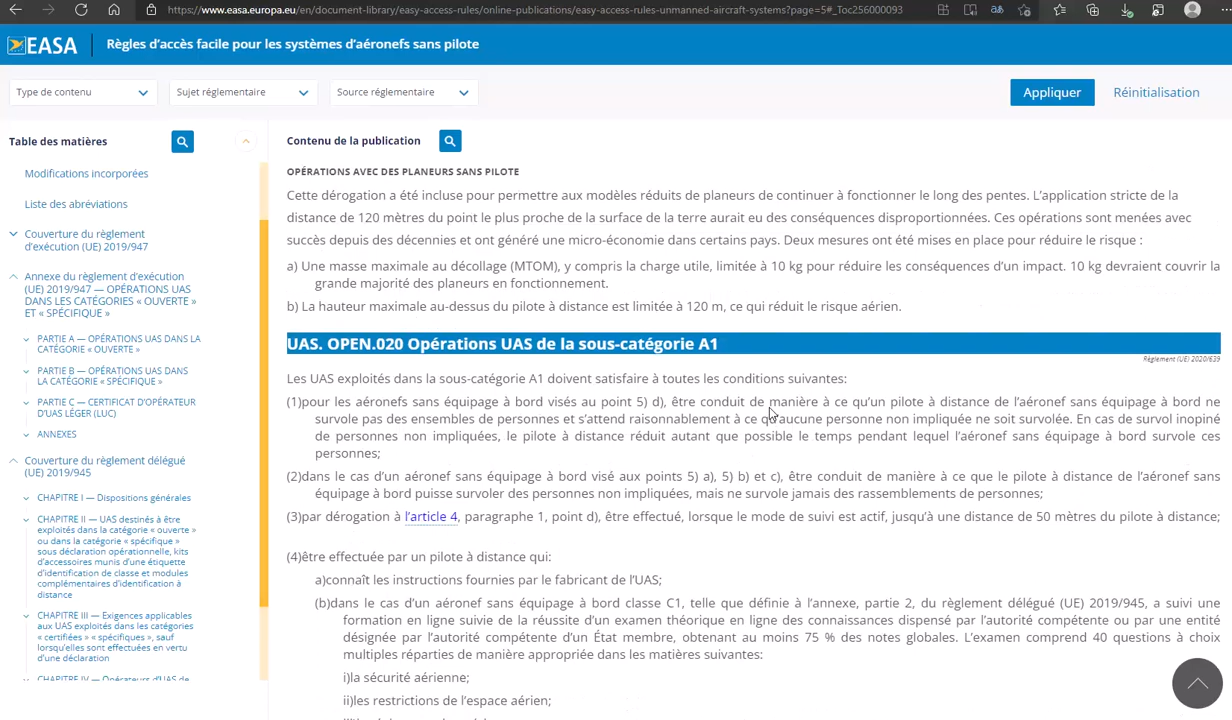 https://www.easa.europa.eu/en/document-library/easy-access-rules/online-publications/easy-access-rules-unmanned-aircraft-systems?page=5#_Toc256000093
EASA
Règles d’accès facile pour les systèmes d’aéronefs sans pilote
Type de contenu
Sujet réglementaire
Source réglementaire
Appliquer
Réinitialisation
Table des matières
Modifications incorporées
Liste des abréviations
Couverture du règlement
d’exécution (UE) 2019/947
Annexe du règlement d’exécution
(UE) 2019/947 — OPÉRATIONS UAS
DANS LES CATÉGORIES « OUVERTE »
ET « SPÉCIFIQUE »
PARTIE A — OPÉRATIONS UAS DANS LA
CATÉGORIE « OUVERTE »
PARTIE B — OPÉRATIONS UAS DANS
LA CATÉGORIE « SPÉCIFIQUE »
PARTIE C — CERTIFICAT D’OPÉRATEUR
D’UAS LÉGER (LUC)
ANNEXES
Couverture du règlement délégué
(UE) 2019/945
CHAPITRE I — Dispositions générales
CHAPITRE II — UAS destinés à être
exploités dans la catégorie « ouverte »
ou dans la catégorie « spécifique »
sous déclaration opérationnelle, kits
d’accessoires munis d’une étiquette
d’identification de classe et modules
complémentaires d’identification à
distance
CHAPITRE III — Exigences applicables
aux UAS exploités dans les catégories
« certifiées » « spécifiques », sauf
lorsqu’elles sont effectuées en vertu
d’une déclaration
CHAPITRE IV — Opérateurs d’UAS de
Contenu de la publication
OPÉRATIONS AVEC DES PLANEURS SANS PILOTE
Cette dérogation a été incluse pour permettre aux modèles réduits de planeurs de continuer à fonctionner le long des pentes. L’application stricte de la
distance de 120 mètres du point le plus proche de la surface de la terre aurait eu des conséquences disproportionnées. Ces opérations sont menées avec
succès depuis des décennies et ont généré une micro-économie dans certains pays. Deux mesures ont été mises en place pour réduire le risque :
a) Une masse maximale au décollage (MTOM), y compris la charge utile, limitée à 10 kg pour réduire les conséquences d’un impact. 10 kg devraient couvrir la
grande majorité des planeurs en fonctionnement.
b) La hauteur maximale au-dessus du pilote à distance est limitée à 120 m, ce qui réduit le risque aérien.
UAS. OPEN.020 Opérations UAS de la sous-catégorie A1
Règlement (UE) 2020/639
Les UAS exploités dans la sous-catégorie A1 doivent satisfaire à toutes les conditions suivantes:
(1)pour les aéronefs sans équipage à bord visés au point 5) d), être conduit de manière à ce qu’un pilote à distance de l’aéronef sans équipage à bord ne
survole pas des ensembles de personnes et s’attend raisonnablement à ce qu’aucune personne non impliquée ne soit survolée. En cas de survol inopiné
de personnes non impliquées, le pilote à distance réduit autant que possible le temps pendant lequel l’aéronef sans équipage à bord survole ces
personnes;
(2)dans le cas d’un aéronef sans équipage à bord visé aux points 5) a), 5) b) et c), être conduit de manière à ce que le pilote à distance de l’aéronef sans
équipage à bord puisse survoler des personnes non impliquées, mais ne survole jamais des rassemblements de personnes;
(3)par dérogation à l’article 4, paragraphe 1, point d), être effectué, lorsque le mode de suivi est actif, jusqu’à une distance de 50 mètres du pilote à distance;
(4)être effectuée par un pilote à distance qui:
a)connaît les instructions fournies par le fabricant de l’UAS;
(b)dans le cas d’un aéronef sans équipage à bord classe C1, telle que définie à l’annexe, partie 2, du règlement délégué (UE) 2019/945, a suivi une
formation en ligne suivie de la réussite d’un examen théorique en ligne des connaissances dispensé par l’autorité compétente ou par une entité
désignée par l’autorité compétente d’un État membre, obtenant au moins 75 % des notes globales. L’examen comprend 40 questions à choix
multiples réparties de manière appropriée dans les matières suivantes:
i)la sécurité aérienne;
ii)les restrictions de l’espace aérien;